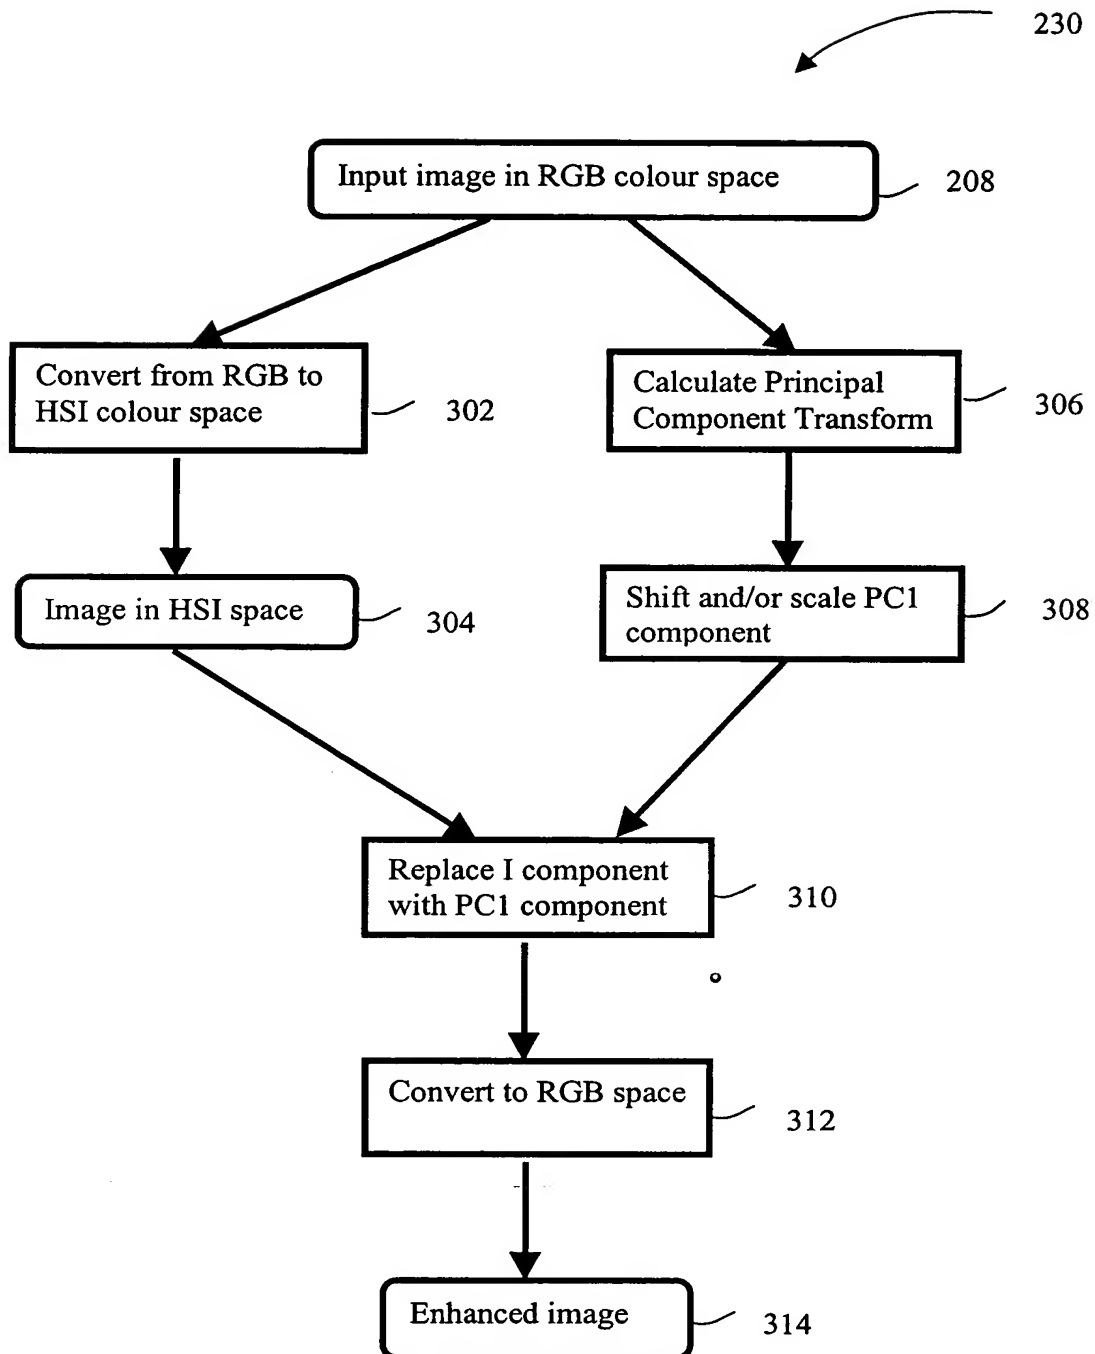 230
Input image in RGB colour space
208
Convert from RGB to
HSI colour space
302
Calculate Principal
Component Transform
306
Image in HSI space
304
Shift and/or scale PC1
component
308
Replace I component
with PC1 component
310
Convert to RGB space
312
Enhanced image
314